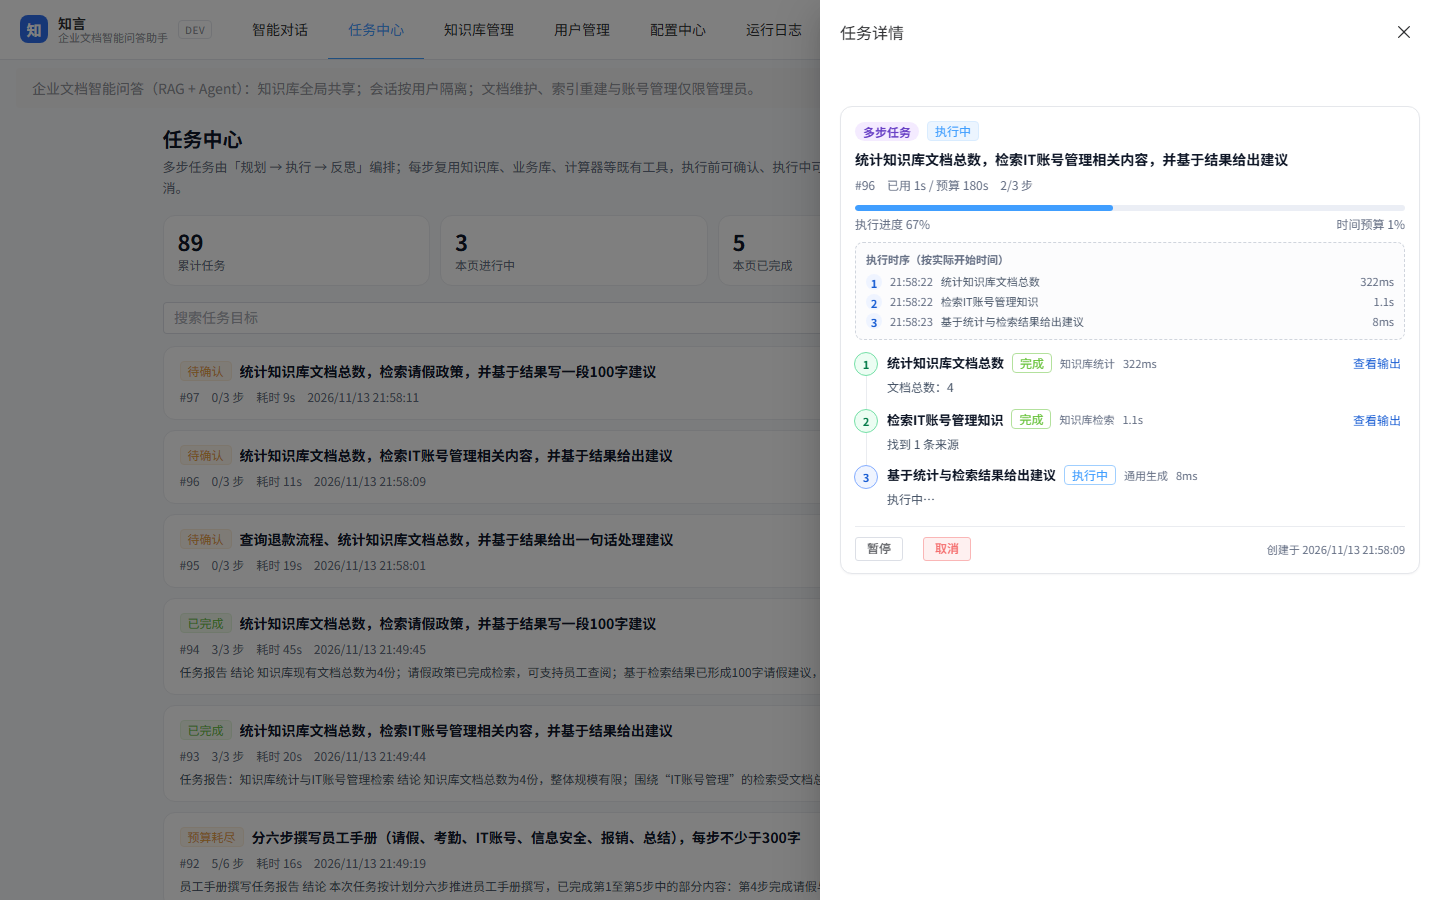 知
知言
企业文档智能问答助手
DEV
智能对话
任务中心
知识库管理
用户管理
配置中心
运行日志
企业文档智能问答（RAG + Agent）：知识库全局共享；会话按用户隔离；文档维护、索引重建与账号管理仅限管理员。
任务中心
多步任务由「规划 → 执行 → 反思」编排；每步复用知识库、业务库、计算器等既有工具，执行前可确认、执行中可
消。
89
累计任务
3
本页进行中
5
本页已完成
搜索任务目标
待确认 统计知识库文档总数，检索请假政策，并基于结果写一段100字建议
#97 0/3 步 耗时 9s 2026/11/13 21:58:11
待确认 统计知识库文档总数，检索IT账号管理相关内容，并基于结果给出建议
#96 0/3 步 耗时 11s 2026/11/13 21:58:09
待确认 查询退款流程、统计知识库文档总数，并基于结果给出一句话处理建议
#95 0/3 步 耗时 19s 2026/11/13 21:58:01
已完成 统计知识库文档总数，检索请假政策，并基于结果写一段100字建议
#94 3/3 步 耗时 45s 2026/11/13 21:49:45
任务报告 结论 知识库现有文档总数为4份；请假政策已完成检索，可支持员工查阅；基于检索结果已形成100字请假建议，
已完成 统计知识库文档总数，检索IT账号管理相关内容，并基于结果给出建议
#93 3/3 步 耗时 20s 2026/11/13 21:49:44
任务报告：知识库统计与IT账号管理检索 结论 知识库文档总数为4份，整体规模有限；围绕“IT账号管理”的检索受文档总
预算耗尽 分六步撰写员工手册（请假、考勤、IT账号、信息安全、报销、总结），每步不少于300字
#92 5/6 步 耗时 16s 2026/11/13 21:49:19
员工手册撰写任务报告 结论 本次任务按计划分六步推进员工手册撰写，已完成第1至第5步中的部分内容：第4步完成请假
任务详情
多步任务 执行中
统计知识库文档总数，检索IT账号管理相关内容，并基于结果给出建议
#96 已用 1s / 预算 180s 2/3 步
执行进度 67% 时间预算 1%
执行时序（按实际开始时间）
1 21:58:22 统计知识库文档总数 322ms
2 21:58:22 检索IT账号管理知识 1.1s
3 21:58:23 基于统计与检索结果给出建议 8ms
1 统计知识库文档总数 完成 知识库统计 322ms 查看输出
文档总数：4
2 检索IT账号管理知识 完成 知识库检索 1.1s 查看输出
找到 1 条来源
3 基于统计与检索结果给出建议 执行中 通用生成 8ms
执行中…
暂停 取消 创建于 2026/11/13 21:58:09